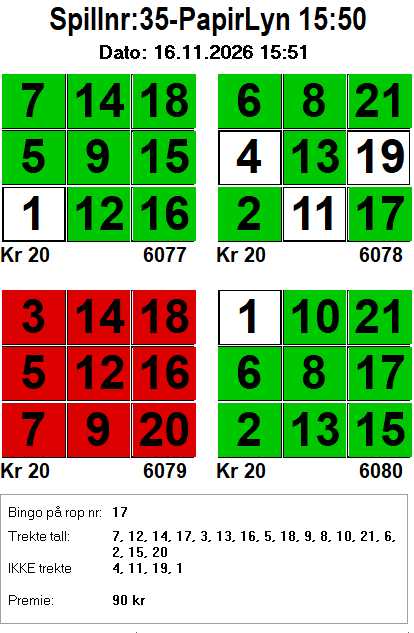 Spillnr:35-PapirLyn 15:50
Dato: 16.11.2026 15:51
7 14 18 6 8 21
5 9 15 4 13 19
1 12 16 2 11 17
Kr 20 6077 Kr 20 6078
3 14 18 1 10 21
5 12 16 6 8 17
7 9 20 2 13 15
Kr 20 6079 Kr 20 6080
Bingo på rop nr: 17
Trekte tall: 7, 12, 14, 17, 3, 13, 16, 5, 18, 9, 8, 10, 21, 6,
2, 15, 20
IKKE trekte 4, 11, 19, 1
Premie: 90 kr